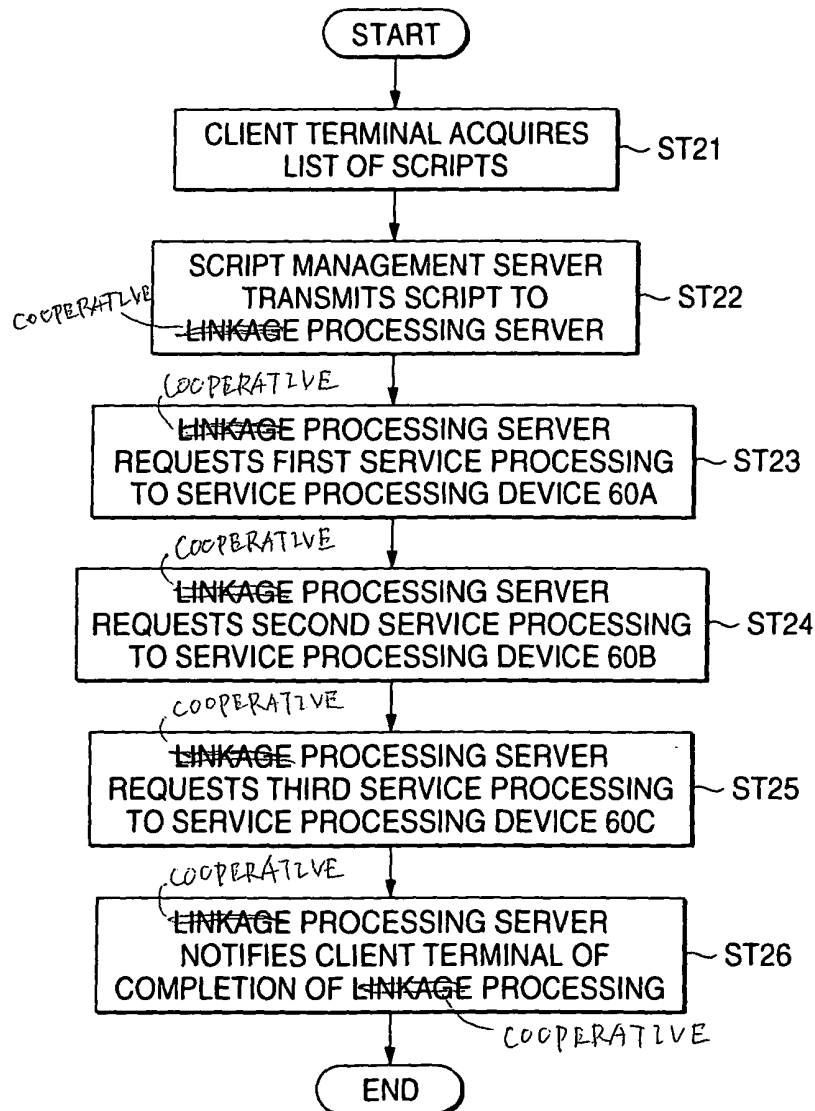 START
CLIENT TERMINAL ACQUIRES
LIST OF SCRIPTS
ST21
SCRIPT MANAGEMENT SERVER
TRANSMITS SCRIPT TO
COOPERATIVE
LINKAGE PROCESSING SERVER
ST22
COOPERATIVE
LINKAGE PROCESSING SERVER
REQUESTS FIRST SERVICE PROCESSING
TO SERVICE PROCESSING DEVICE 60A
ST23
COOPERATIVE
LINKAGE PROCESSING SERVER
REQUESTS SECOND SERVICE PROCESSING
TO SERVICE PROCESSING DEVICE 60B
ST24
COOPERATIVE
LINKAGE PROCESSING SERVER
REQUESTS THIRD SERVICE PROCESSING
TO SERVICE PROCESSING DEVICE 60C
ST25
COOPERATIVE
LINKAGE PROCESSING SERVER
NOTIFIES CLIENT TERMINAL OF
COMPLETION OF LINKAGE PROCESSING
ST26
COOPERATIVE
END